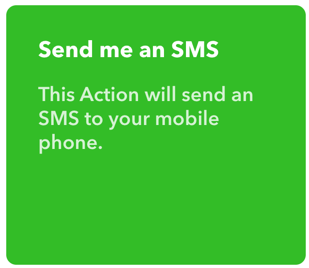 Send me an SMS
This Action will send an
SMS to your mobile
phone.